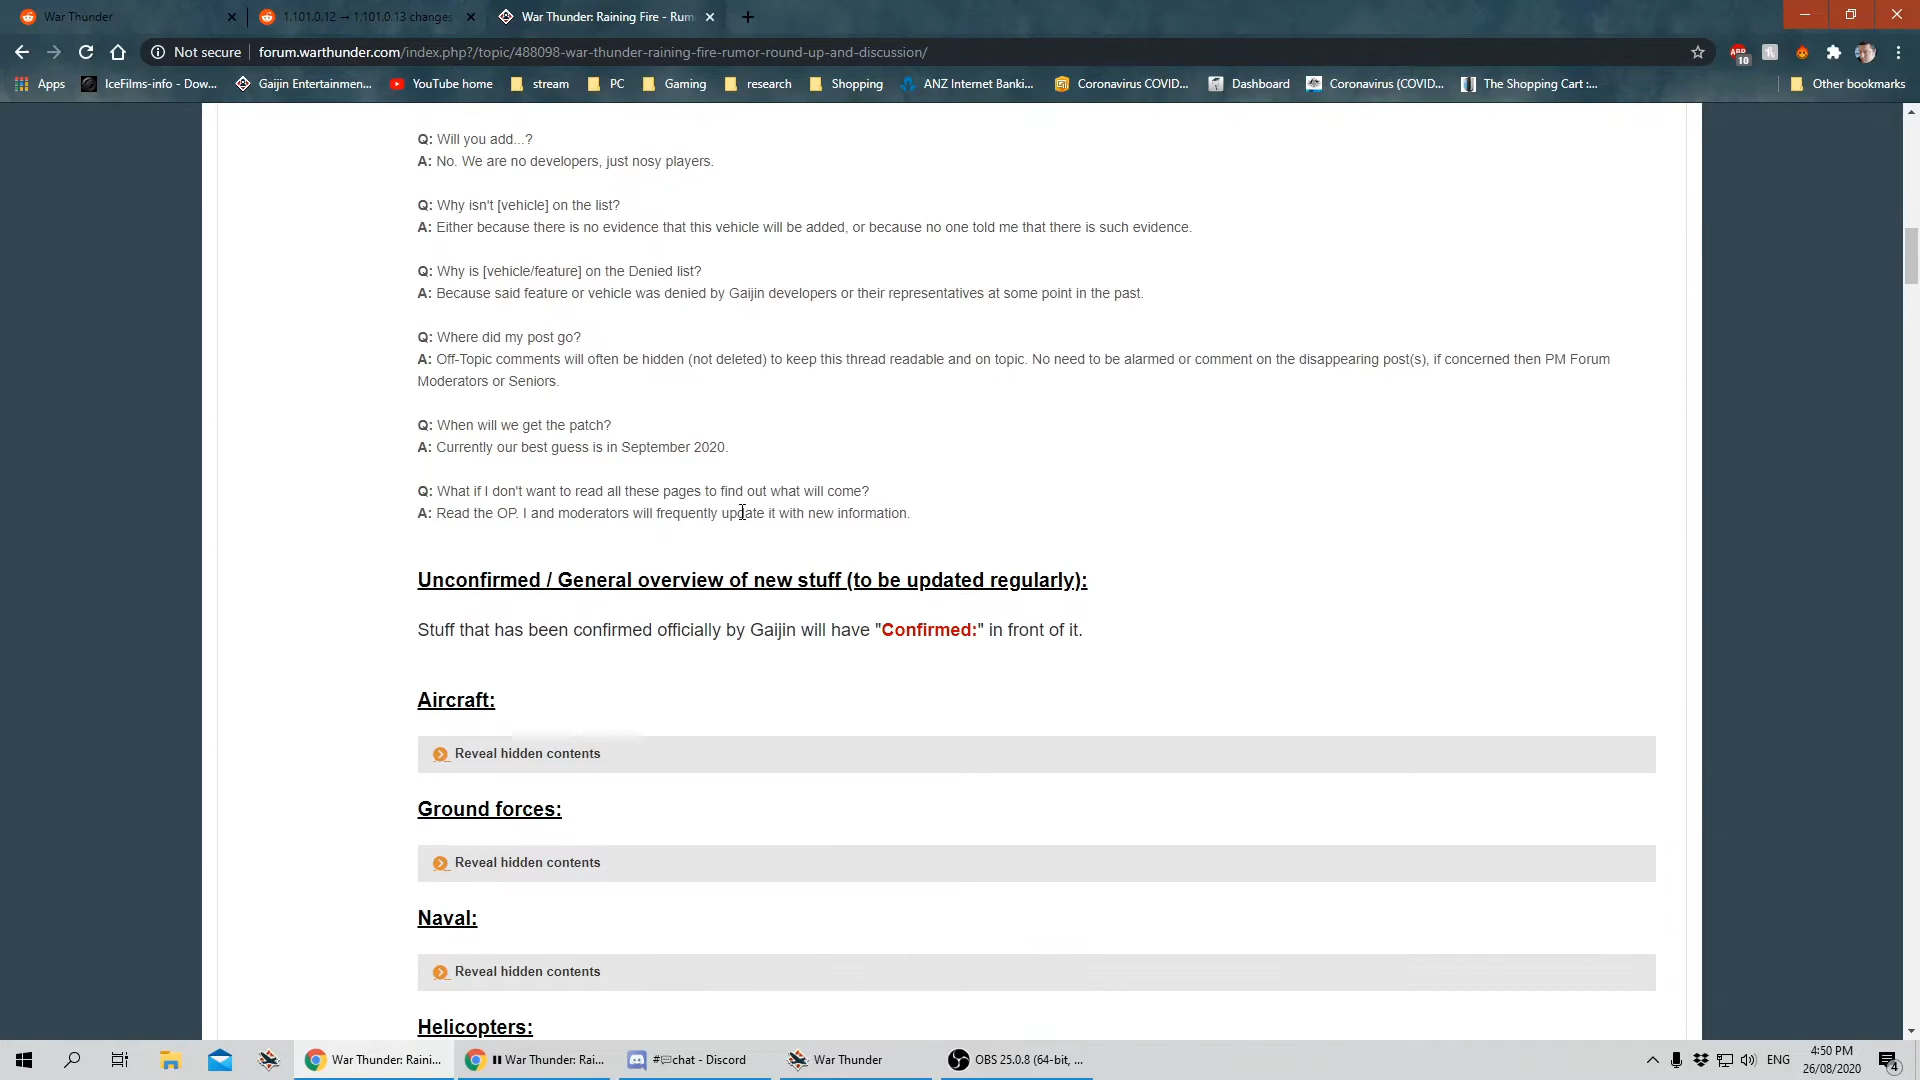 War Thunder
1.101.0.12 → 1.101.0.13 changes
War Thunder: Raining Fire - Rum
Not secure
forum.warthunder.com/index.php?/topic/488098-war-thunder-raining-fire-rumor-round-up-and-discussion/
10
Apps
IceFilms-info - Dow...
Gaijin Entertainmen...
YouTube home
stream
PC
Gaming
research
Shopping
ANZ Internet Banki...
Coronavirus COVID...
Dashboard
Coronavirus (COVID...
The Shopping Cart :...
Other bookmarks
Q: Will you add...?
A: No. We are no developers, just nosy players.
Q: Why isn't [vehicle] on the list?
A: Either because there is no evidence that this vehicle will be added, or because no one told me that there is such evidence.
Q: Why is [vehicle/feature] on the Denied list?
A: Because said feature or vehicle was denied by Gaijin developers or their representatives at some point in the past.
Q: Where did my post go?
A: Off-Topic comments will often be hidden (not deleted) to keep this thread readable and on topic. No need to be alarmed or comment on the disappearing post(s), if concerned then PM Forum
Moderators or Seniors.
Q: When will we get the patch?
A: Currently our best guess is in September 2020.
Q: What if I don't want to read all these pages to find out what will come?
A: Read the OP. I and moderators will frequently update it with new information.
Unconfirmed / General overview of new stuff (to be updated regularly):
Stuff that has been confirmed officially by Gaijin will have "Confirmed:" in front of it.
Aircraft:
Reveal hidden contents
Ground forces:
Reveal hidden contents
Naval:
Reveal hidden contents
Helicopters:
War Thunder: Raini...
War Thunder: Rai...
#chat - Discord
War Thunder
OBS 25.0.8 (64-bit, ...
ENG
4:50 PM
26/08/2020
4